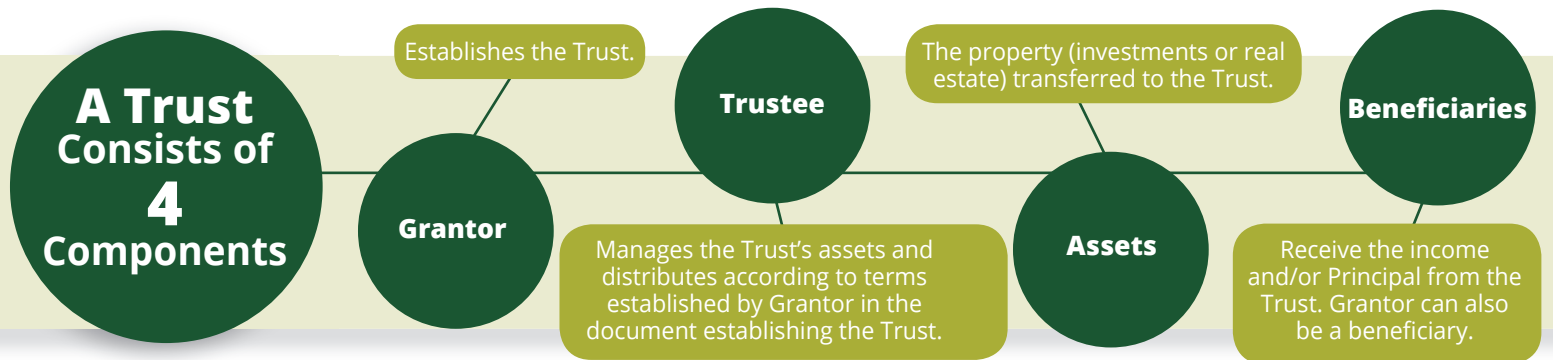 A Trust
Consists of
4
Components
Establishes the Trust.
Grantor
Trustee
Manages the Trust’s assets and
distributes according to terms
established by Grantor in the
document establishing the Trust.
The property (investments or real
estate) transferred to the Trust.
Assets
Beneficiaries
Receive the income
and/or Principal from the
Trust. Grantor can also
be a beneficiary.